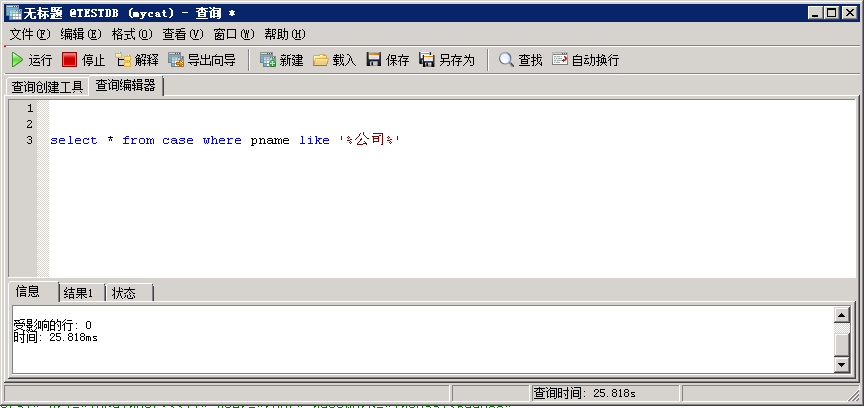 无标题 @TESTDB (mycat) - 查询 *
文件(F) 编辑(E) 格式(O) 查看(V) 窗口(W) 帮助(H)
运行 停止 解释 导出向导 新建 载入 保存 另存为 查找 自动换行
查询创建工具 查询编辑器
1
2
3 select * from case where pname like '%公司%'
信息 结果1 状态
受影响的行: 0
时间: 25.818ms
查询时间: 25.818s